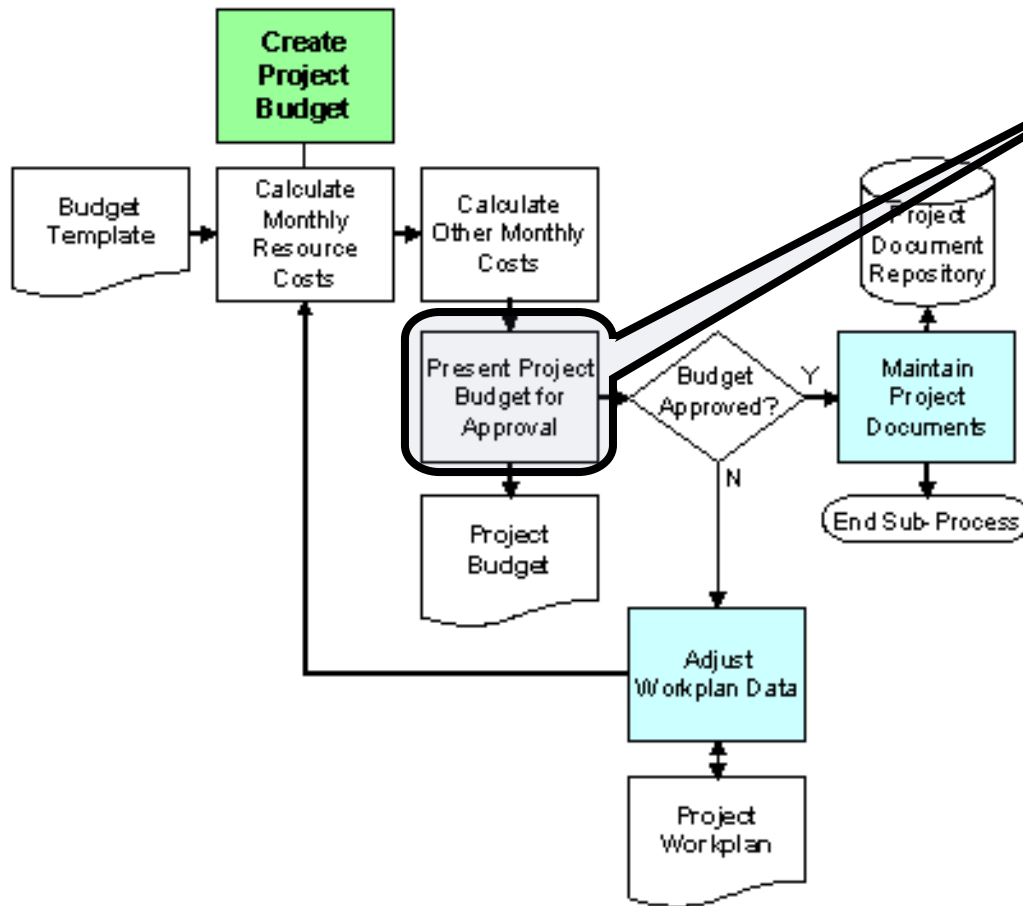 Create
Project
Budget
Budget
Template
Calculate
Monthly
Resource
Costs
Calculate
Other Monthly
Costs
Project
Document
Repository
Present Project
Budget for
Approval
Budget
Approved?
Y
Maintain
Project
Documents
N
Project
Budget
End Sub-Process
Adjust
Workplan Data
Project
Workplan